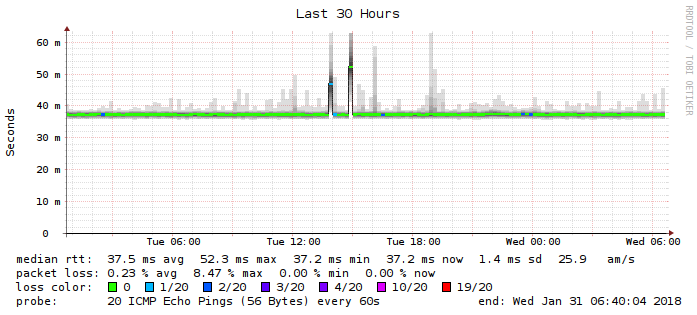 Last 30 Hours
RRDTOOL / TOBI OETIKER
Seconds
60 m
50 m
40 m
30 m
20 m
10 m
0
Tue 06:00 Tue 12:00 Tue 18:00 Wed 00:00 Wed 06:00
median rtt: 37.5 ms avg 52.3 ms max 37.2 ms min 37.2 ms now 1.4 ms sd 25.9 am/s
packet loss: 0.23 % avg 8.47 % max 0.00 % min 0.00 % now
loss color: 0 1/20 2/20 3/20 4/20 10/20 19/20
probe: 20 ICMP Echo Pings (56 Bytes) every 60s end: Wed Jan 31 06:40:04 2018